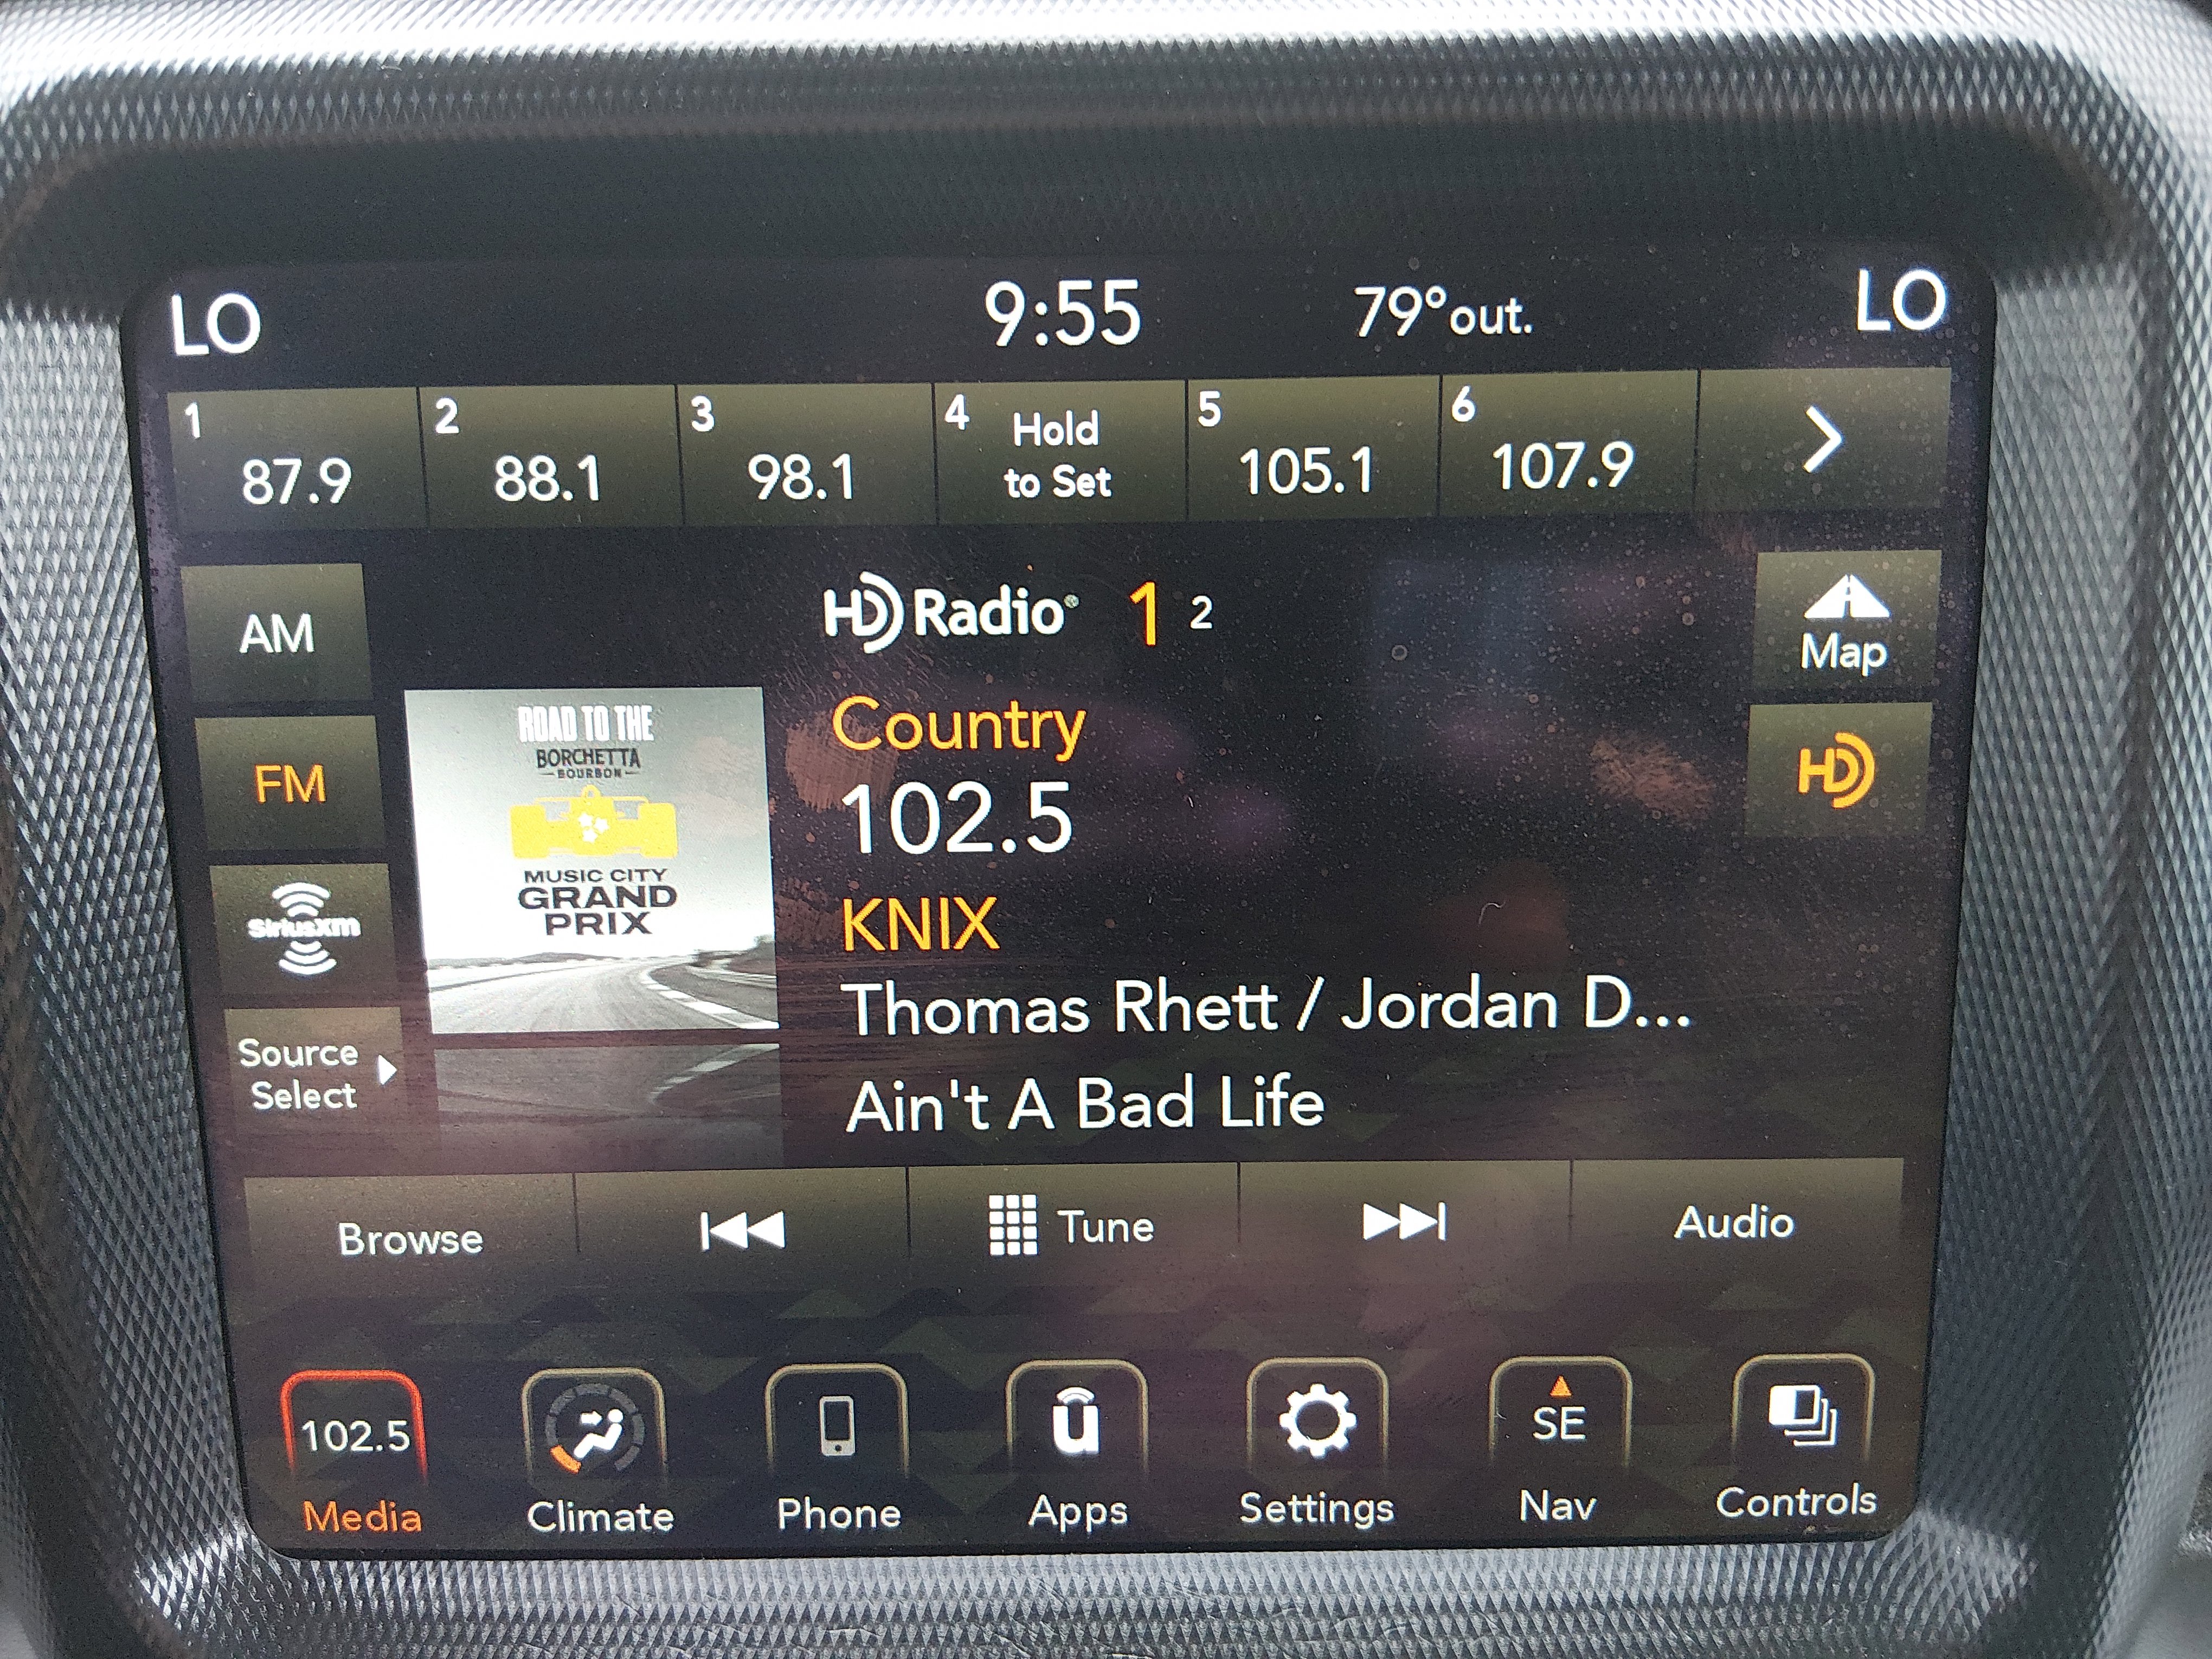 LO 9:55 79°out. LO
1 2 3 4 Hold 5 6
87.9 88.1 98.1 to Set 105.1 107.9
AM
HD Radio 1 2
Map
FM
HD
ROAD TO THE
BORCHETTA
BOURBON
MUSIC CITY
GRAND
PRIX
Country
102.5
KNIX
Thomas Rhett / Jordan D...
Ain't A Bad Life
SiriusXM
Source
Select
Browse Tune Audio
102.5 u SE
Media Climate Phone Apps Settings Nav Controls